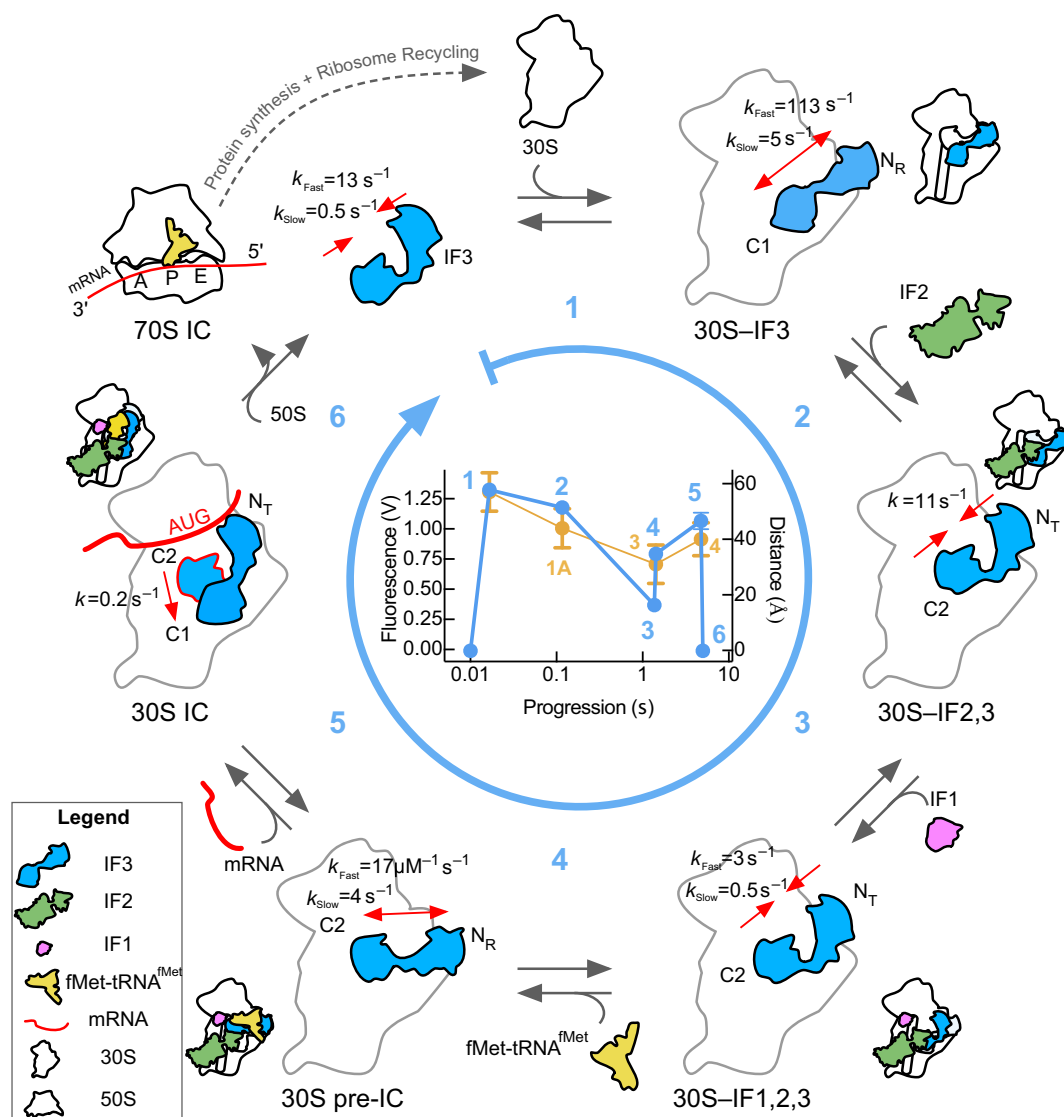 Protein synthesis + Ribosome Recycling
30S
k_Fast=113 s⁻¹
k_Slow=5 s⁻¹
N_R
C1
30S–IF3
k_Fast=13 s⁻¹
k_Slow=0.5 s⁻¹
IF3
mRNA
3'
5'
A P E
70S IC
1
IF2
2
50S
6
k=11 s⁻¹
N_T
C2
30S–IF2,3
N_T
AUG
C2
k=0.2 s⁻¹
C1
30S IC
Fluorescence (V)
1.25
1.00
0.75
0.50
0.25
0.00
1
2
1A
3
3
4
5
4
6
60
40
20
0
Distance (Å)
0.01
0.1
1
10
Progression (s)
5
3
IF1
mRNA
4
k_Fast=17µM⁻¹ s⁻¹
k_Slow=4 s⁻¹
C2
N_R
30S pre-IC
k_Fast=3 s⁻¹
k_Slow=0.5 s⁻¹
N_T
C2
30S–IF1,2,3
fMet-tRNA^fMet
Legend
IF3
IF2
IF1
fMet-tRNA^fMet
mRNA
30S
50S